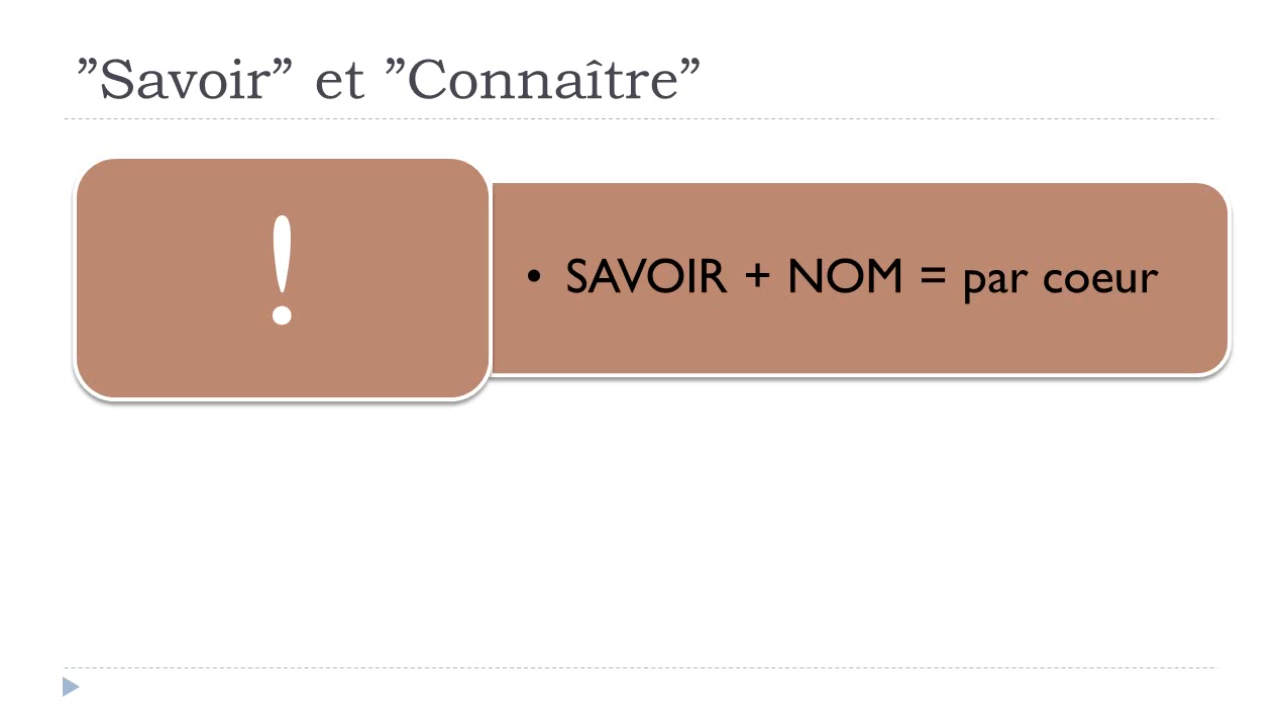 ”Savoir” et ”Connaître”
!
• SAVOIR + NOM = par coeur